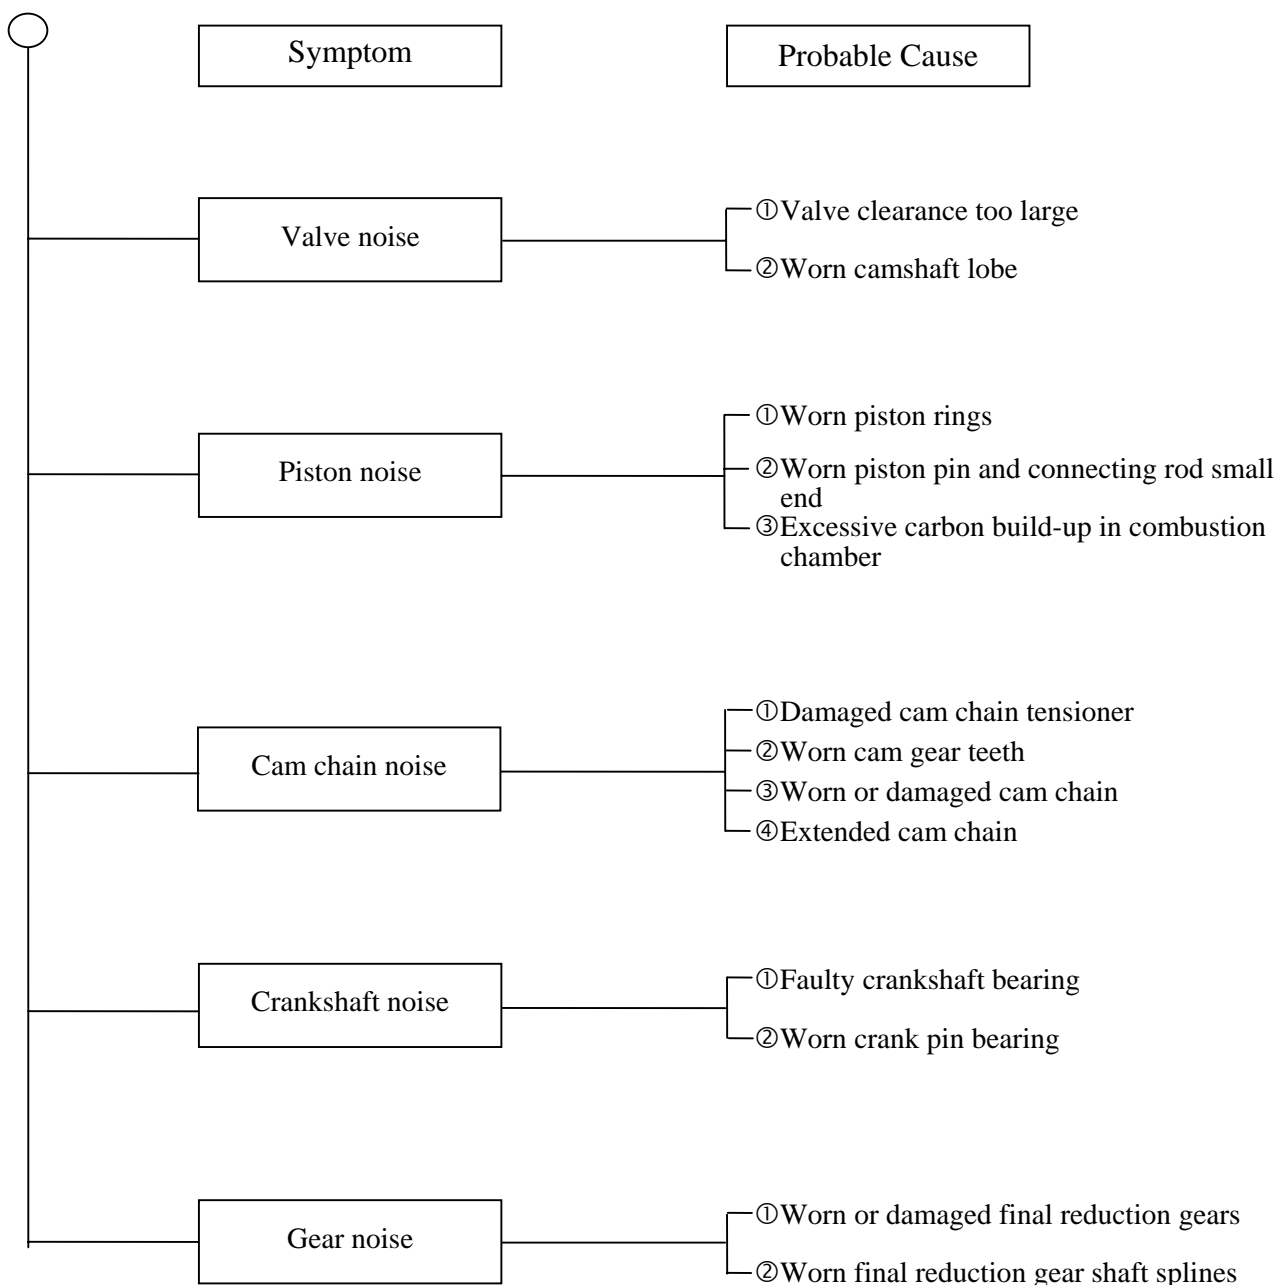 Symptom
Probable Cause
Valve noise
①Valve clearance too large
②Worn camshaft lobe
Piston noise
①Worn piston rings
②Worn piston pin and connecting rod small
end
③Excessive carbon build-up in combustion
chamber
Cam chain noise
①Damaged cam chain tensioner
②Worn cam gear teeth
③Worn or damaged cam chain
④Extended cam chain
Crankshaft noise
①Faulty crankshaft bearing
②Worn crank pin bearing
Gear noise
①Worn or damaged final reduction gears
②Worn final reduction gear shaft splines